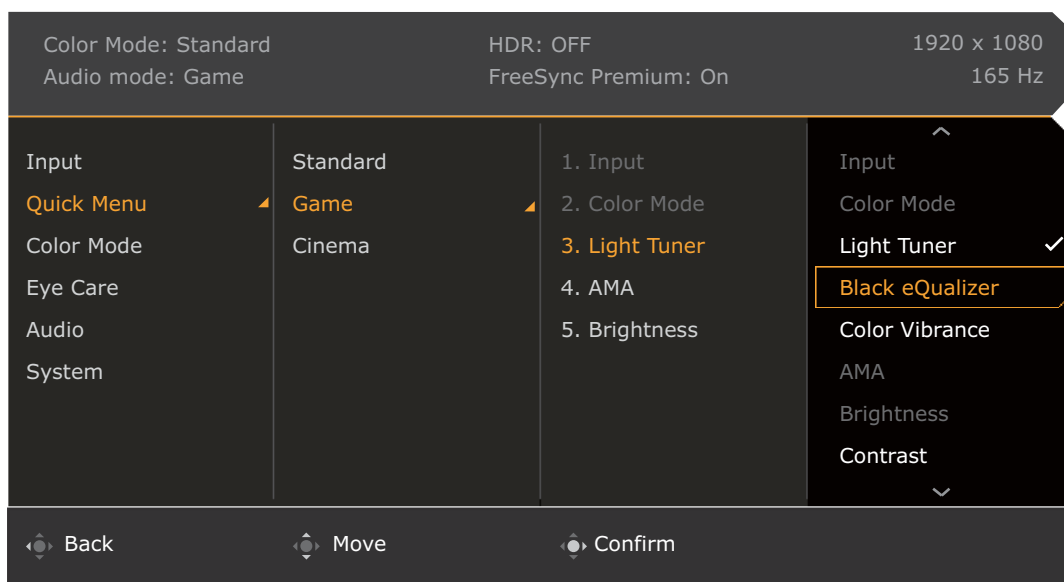 Color Mode: Standard
Audio mode: Game
HDR: OFF
FreeSync Premium: On
1920 x 1080
165 Hz
Input
Quick Menu
Color Mode
Eye Care
Audio
System
Standard
Game
Cinema
1. Input
2. Color Mode
3. Light Tuner
4. AMA
5. Brightness
Input
Color Mode
Light Tuner
Black eQualizer
Color Vibrance
AMA
Brightness
Contrast
Back
Move
Confirm